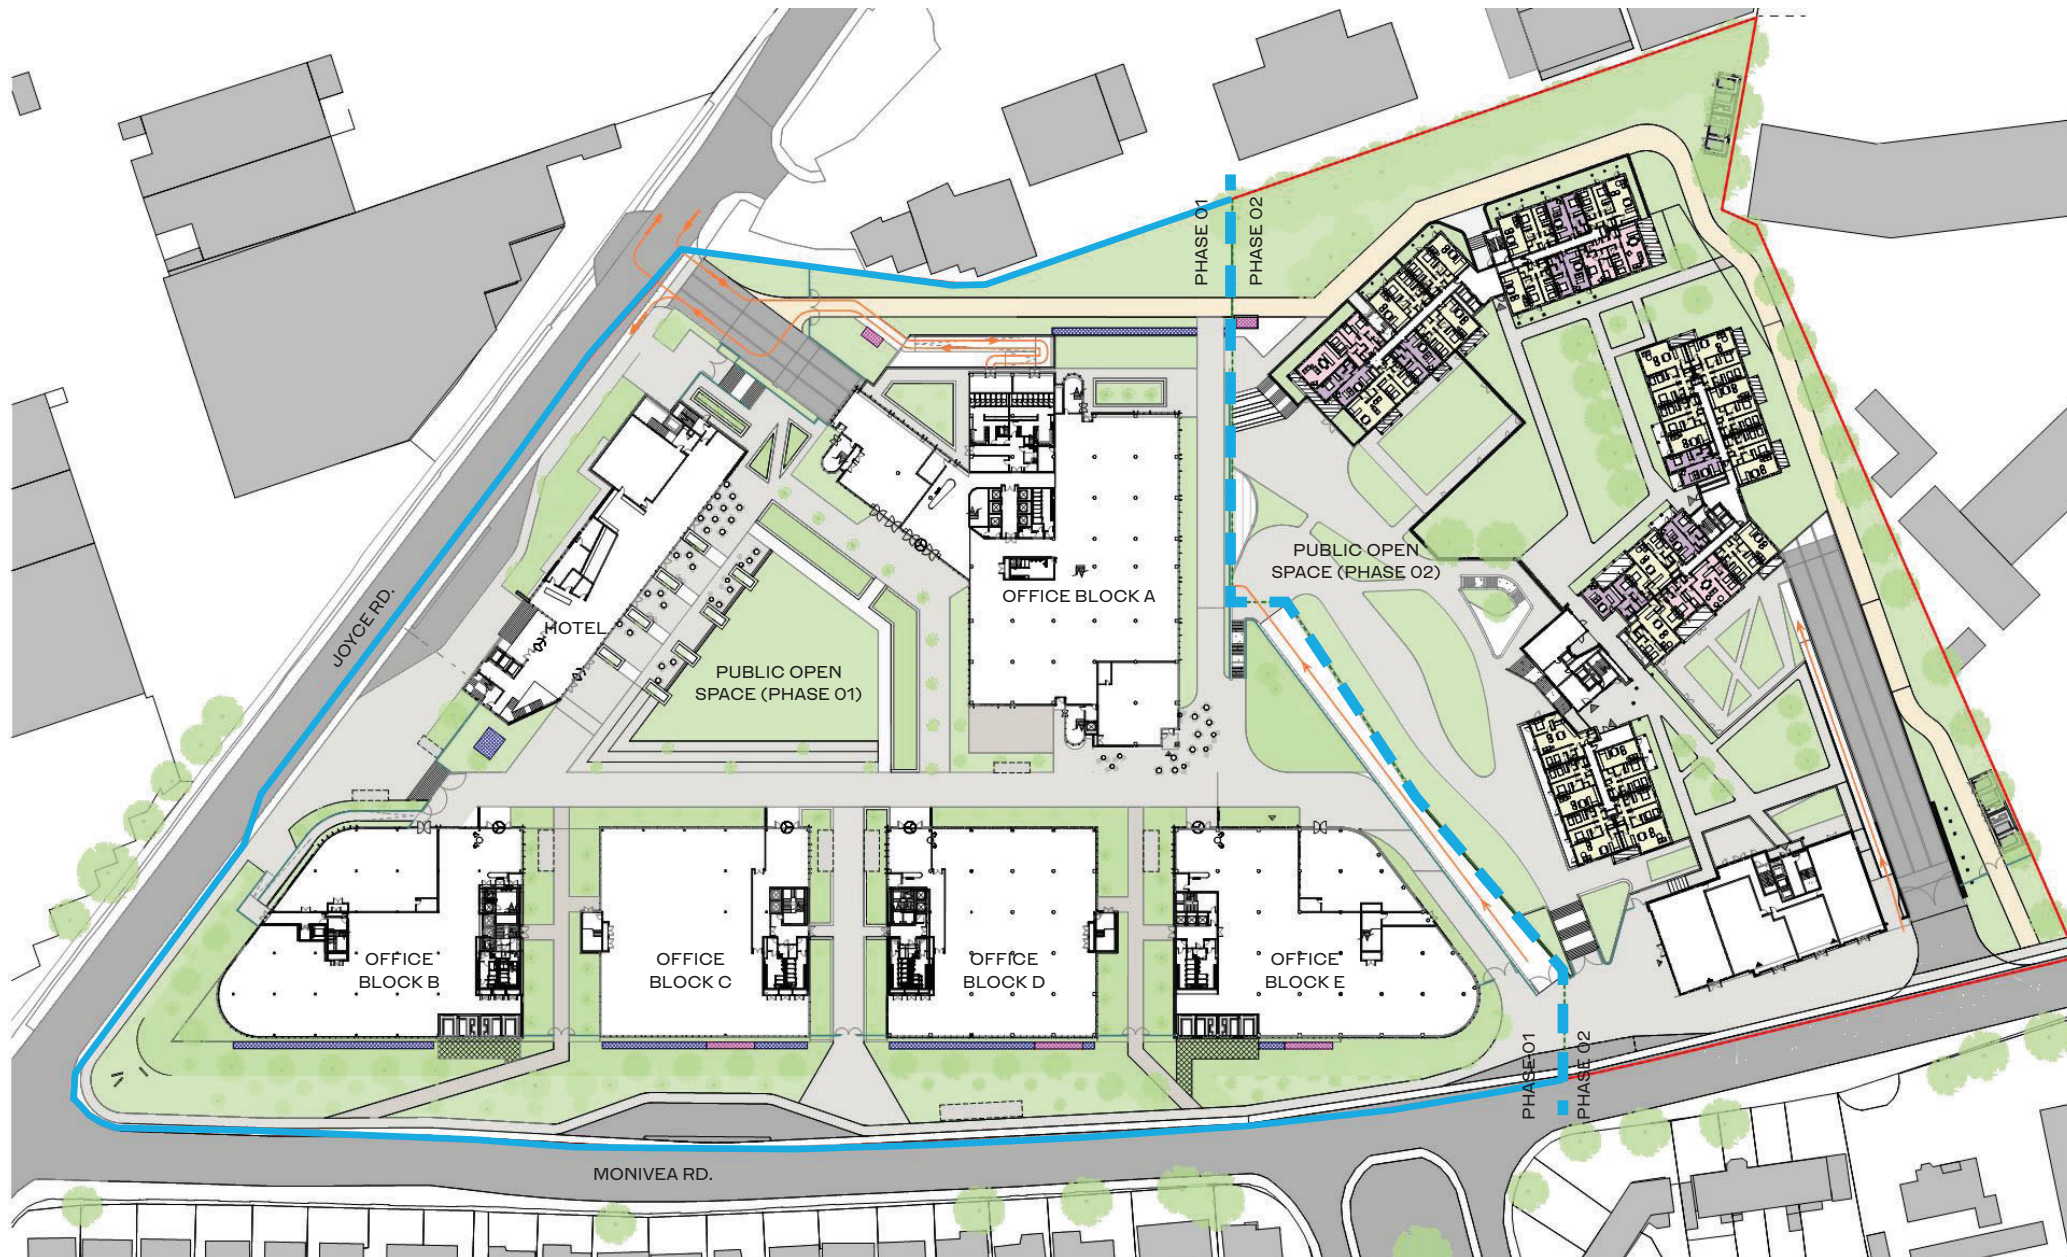 PHASE 01
PHASE 02
JOYCE RD.
HOTEL
PUBLIC OPEN
SPACE (PHASE 01)
OFFICE BLOCK A
PUBLIC OPEN
SPACE (PHASE 02)
OFFICE
BLOCK B
OFFICE
BLOCK C
OFFICE
BLOCK D
OFFICE
BLOCK E
PHASE 01
PHASE 02
MONIVEA RD.